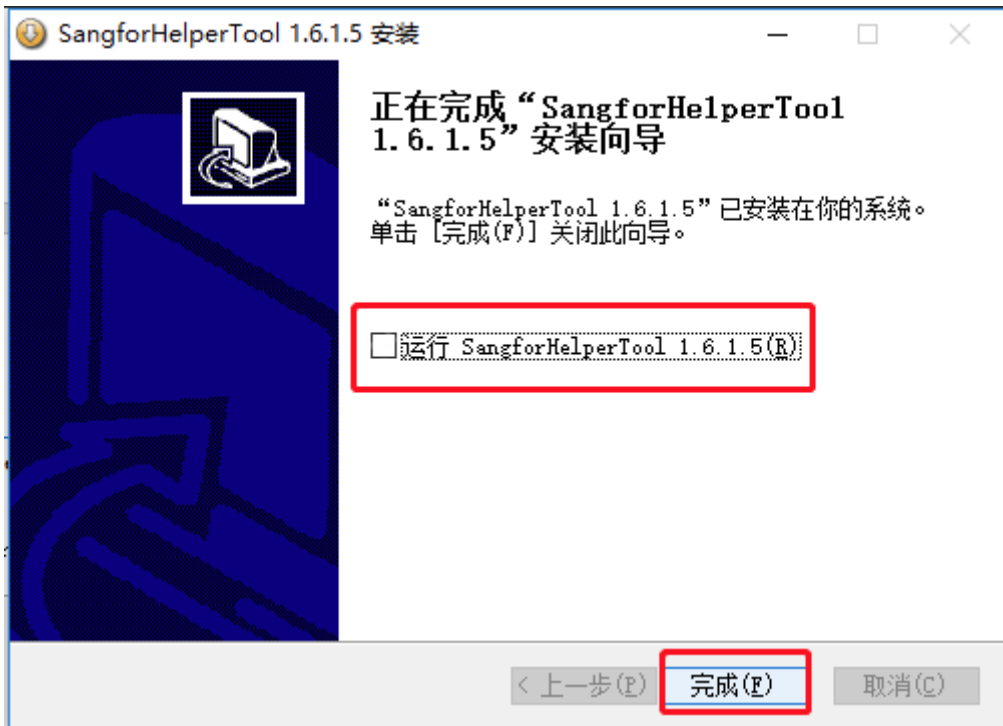 SangforHelperTool 1.6.1.5 安装
正在完成“SangforHelperTool
1.6.1.5”安装向导
“SangforHelperTool 1.6.1.5”已安装在你的系统。
单击 [完成(F)] 关闭此向导。
运行 SangforHelperTool 1.6.1.5(R)
< 上一步(P) 完成(F) 取消(C)